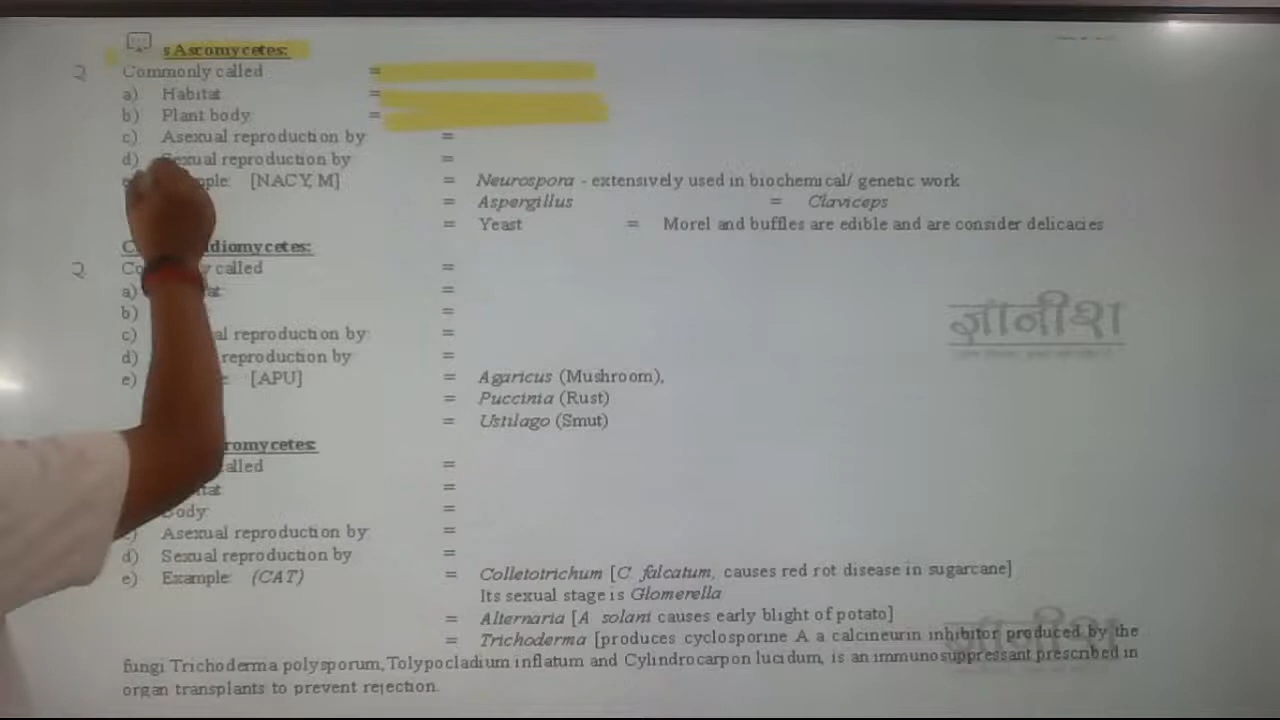 s Ascomycetes:
Q Commonly called =
a) Habitat =
b) Plant body: =
c) Asexual reproduction by: =
d) Sexual reproduction by =
[NACY, M] = Neurospora - extensively used in biochemical/ genetic work
= Aspergillus = Claviceps
= Yeast = Morel and buffles are edible and are consider delicacies
diomycetes:
Q called =
a) =
b) =
c) al reproduction by: =
d) reproduction by =
e) [APU] = Agaricus (Mushroom),
= Puccinia (Rust)
= Ustilago (Smut)
romycetes:
alled =
tat =
Body: =
Asexual reproduction by: =
d) Sexual reproduction by =
e) Example: (CAT) = Colletotrichum [C. falcatum, causes red rot disease in sugarcane]
Its sexual stage is Glomerella
= Alternaria [A. solani causes early blight of potato]
= Trichoderma [produces cyclosporine A a calcineurin inhibitor produced by the
fungi Trichoderma polysporum, Tolypocladium inflatum and Cylindrocarpon lucidum, is an immunosuppressant prescribed in
organ transplants to prevent rejection.
ज्ञानीश
ज्ञानीश